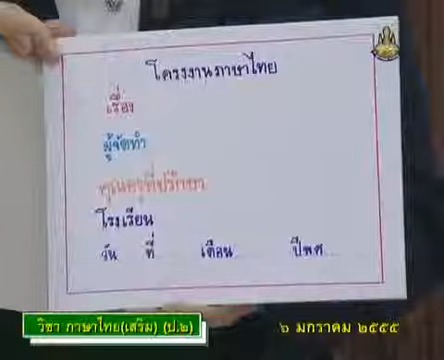 โครงงานภาษาไทย
เรื่อง
ผู้จัดทำ
คุณครูที่ปรึกษา
โรงเรียน
วัน ที่ เดือน ปีพศ
วิชา ภาษาไทย(เสริม) (ป.๒)
๖ มกราคม ๒๕๕๕